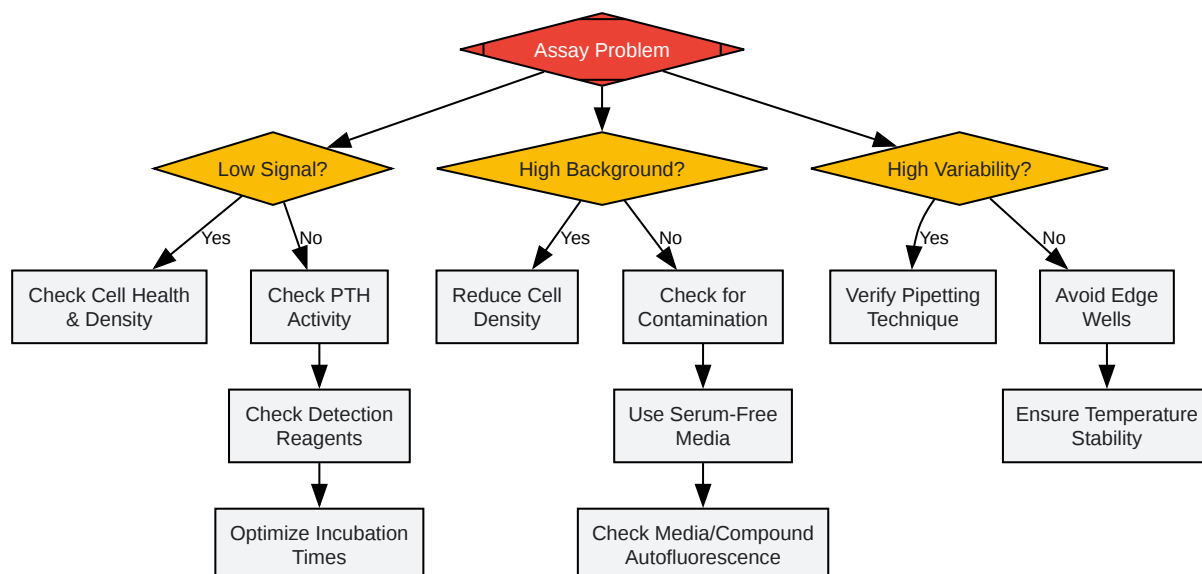 Assay Problem
Low Signal?
High Background?
High Variability?
Yes
No
Yes
No
Yes
No
Check Cell Health
& Density
Check PTH
Activity
Reduce Cell
Density
Check for
Contamination
Verify Pipetting
Technique
Avoid Edge
Wells
Check Detection
Reagents
Use Serum-Free
Media
Ensure Temperature
Stability
Optimize Incubation
Times
Check Media/Compound
Autofluorescence